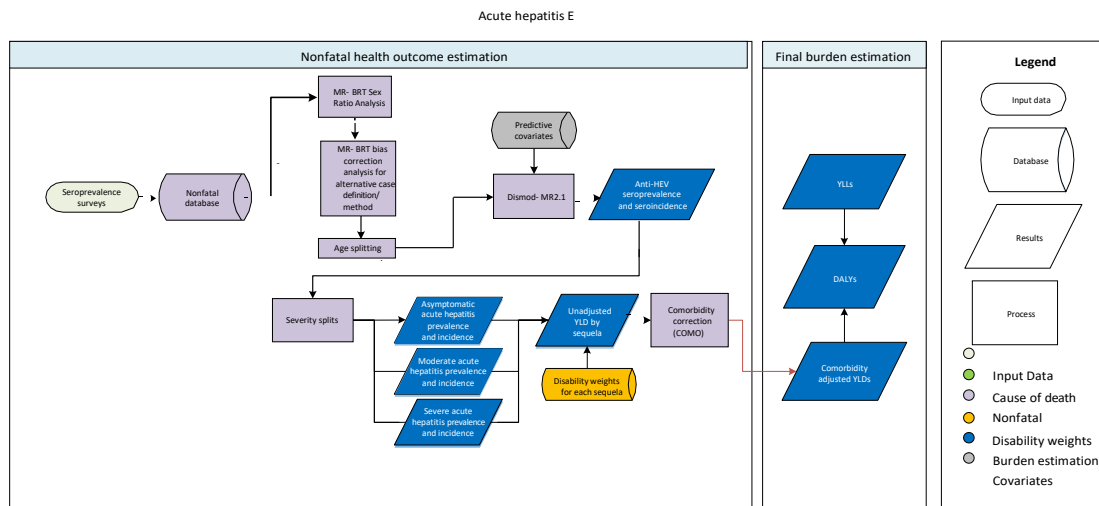 Acute hepatitis E
Nonfatal health outcome estimation
MR- BRT Sex
Ratio Analysis
MR- BRT bias
correction
analysis for
alternative case
definition/
method
Age splitting
Seroprevalence
surveys
Nonfatal
database
Predictive
covariates
Dismod- MR2.1
Anti-HEV
seroprevalence
and seroincidence
Severity splits
Asymptomatic
acute hepatitis
prevalence and
incidence
Moderate acute
hepatitis prevalence
and incidence
Severe acute
hepatitis prevalence
and incidence
Unadjusted
YLD by
sequela
Disability weights
for each sequela
Comorbidity
correction
(COMO)
Final burden estimation
YLLs
DALYs
Comorbidity
adjusted YLDs
Legend
Input data
Database
Results
Process
Input Data
Cause of death
Nonfatal
Disability weights
Burden estimation
Covariates